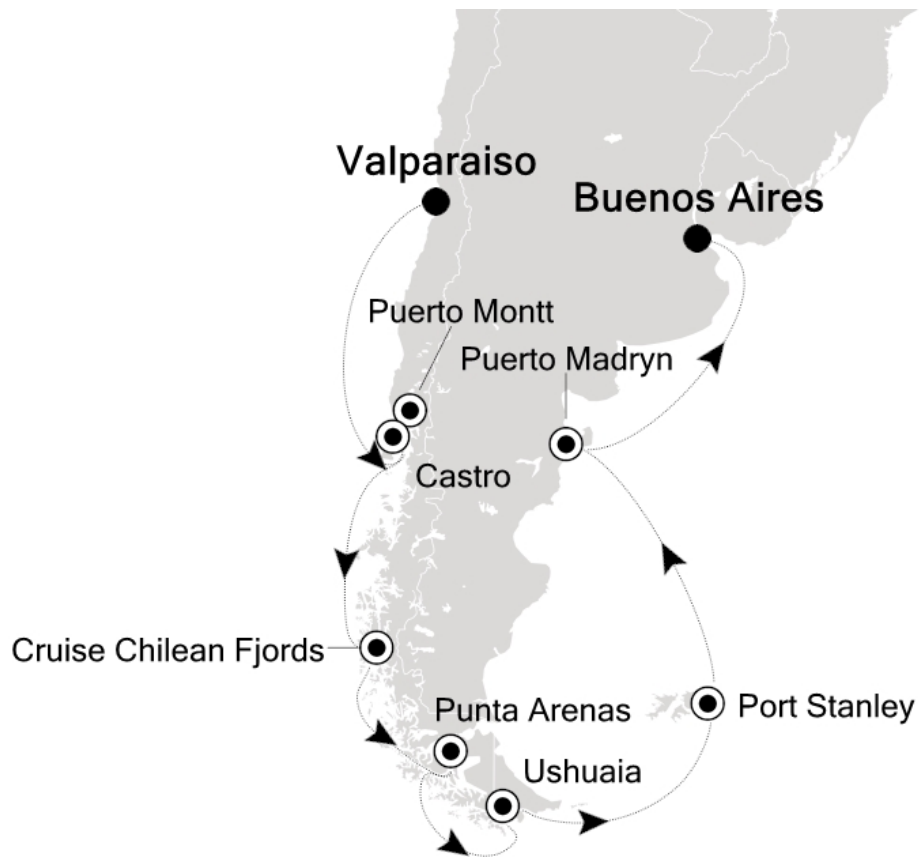 Valparaiso
Buenos Aires
Puerto Montt
Puerto Madryn
Castro
Cruise Chilean Fjords
Punta Arenas
Port Stanley
Ushuaia